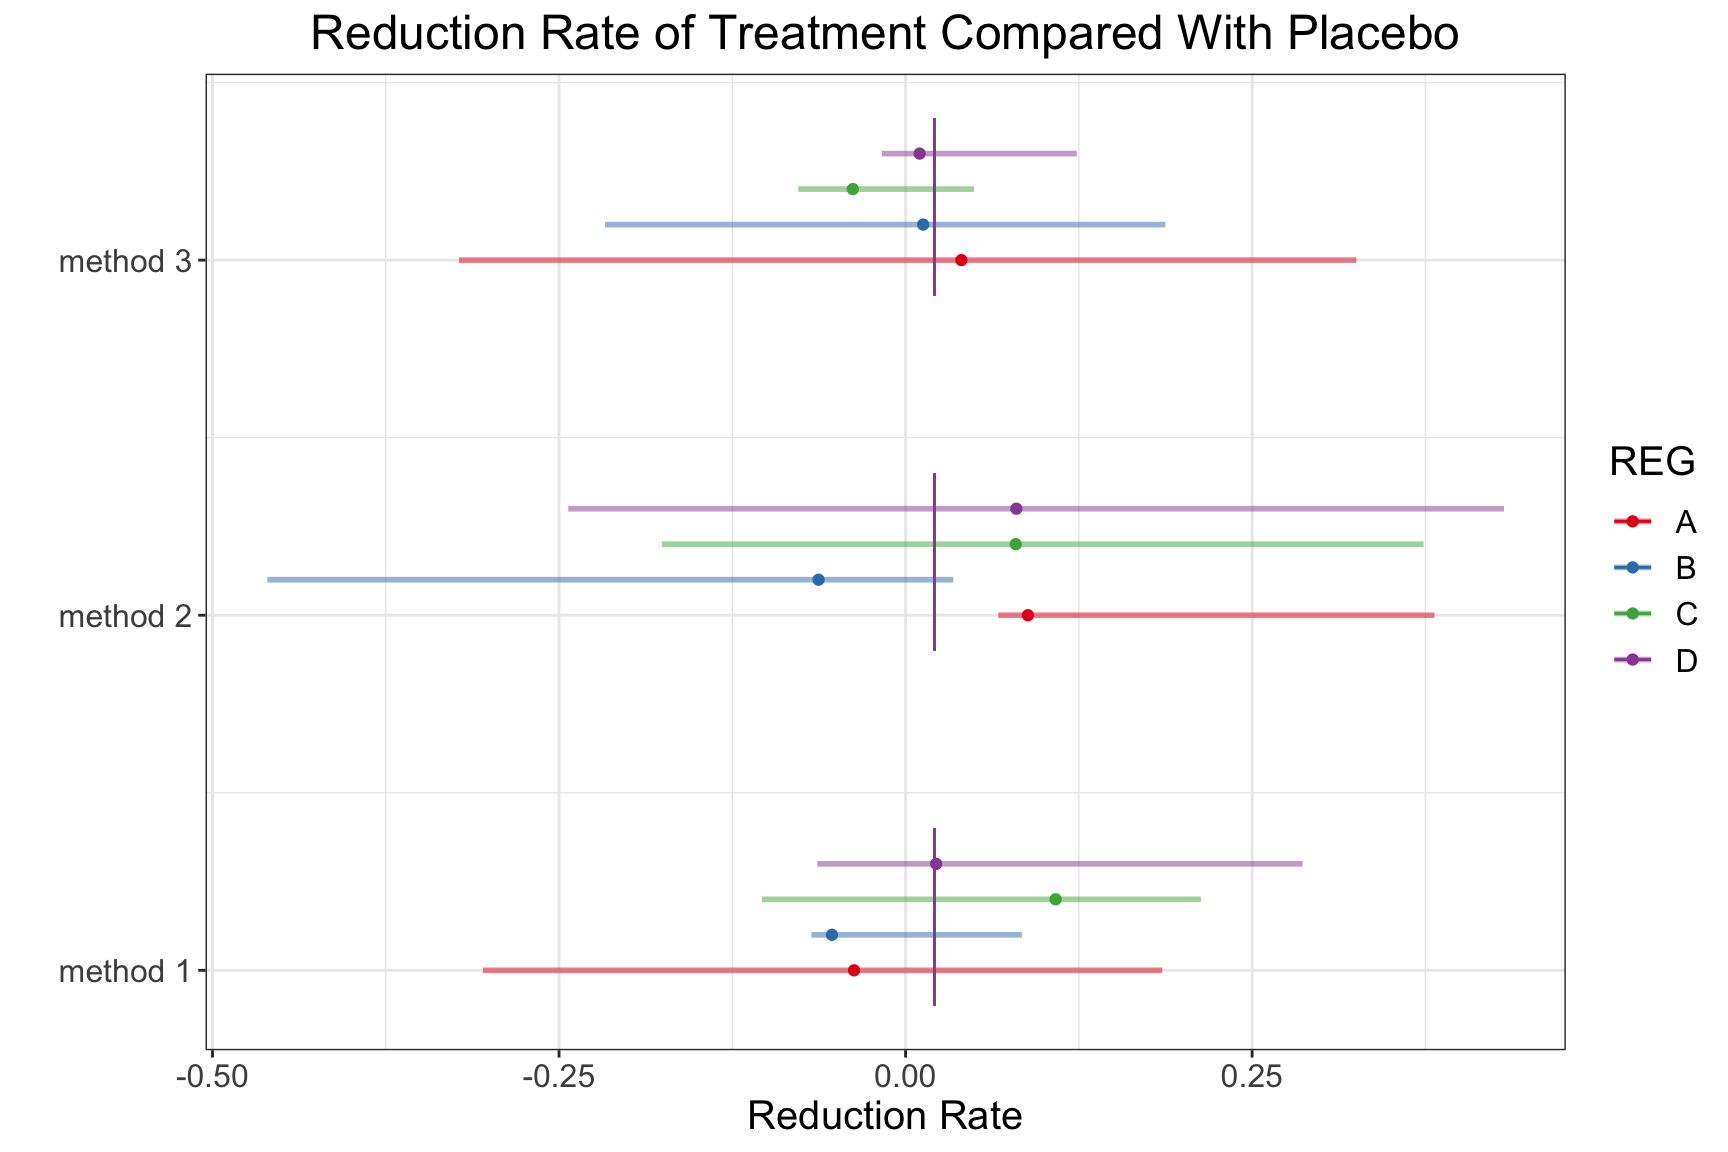 Reduction Rate of Treatment Compared With Placebo
method 3
method 2
method 1
-0.50
-0.25
0.00
0.25
Reduction Rate
REG
A
B
C
D